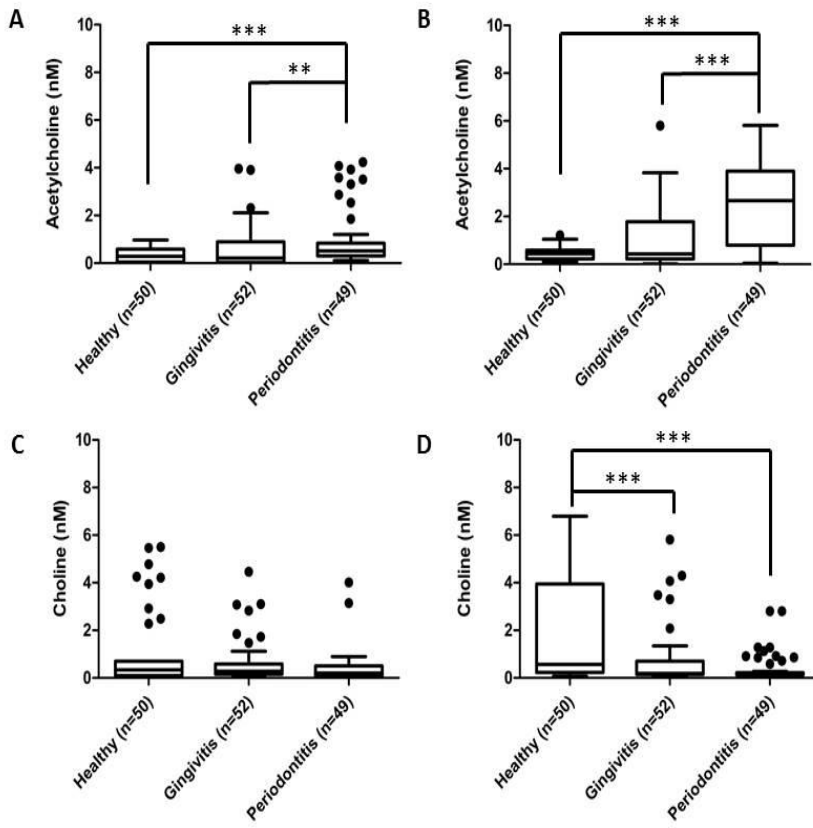 A
B
10
8
6
4
2
0
Acetylcholine (nM)
***
**
Healthy (n=50)
Gingivitis (n=52)
Periodontitis (n=49)
10
8
6
4
2
0
Acetylcholine (nM)
***
***
Healthy (n=50)
Gingivitis (n=52)
Periodontitis (n=49)
C
D
10
8
6
4
2
0
Choline (nM)
Healthy (n=50)
Gingivitis (n=52)
Periodontitis (n=49)
10
8
6
4
2
0
Choline (nM)
***
***
Healthy (n=50)
Gingivitis (n=52)
Periodontitis (n=49)